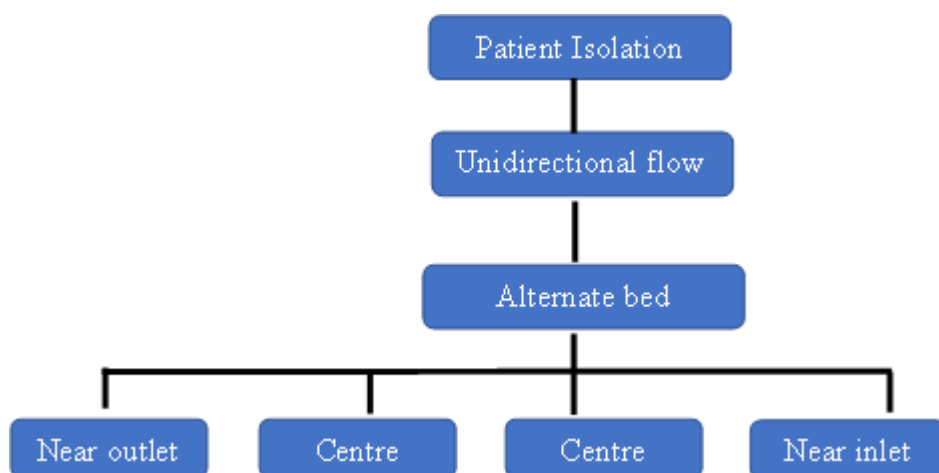 Patient Isolation
Unidirectional flow
Alternate bed
Near outlet
Centre
Centre
Near inlet